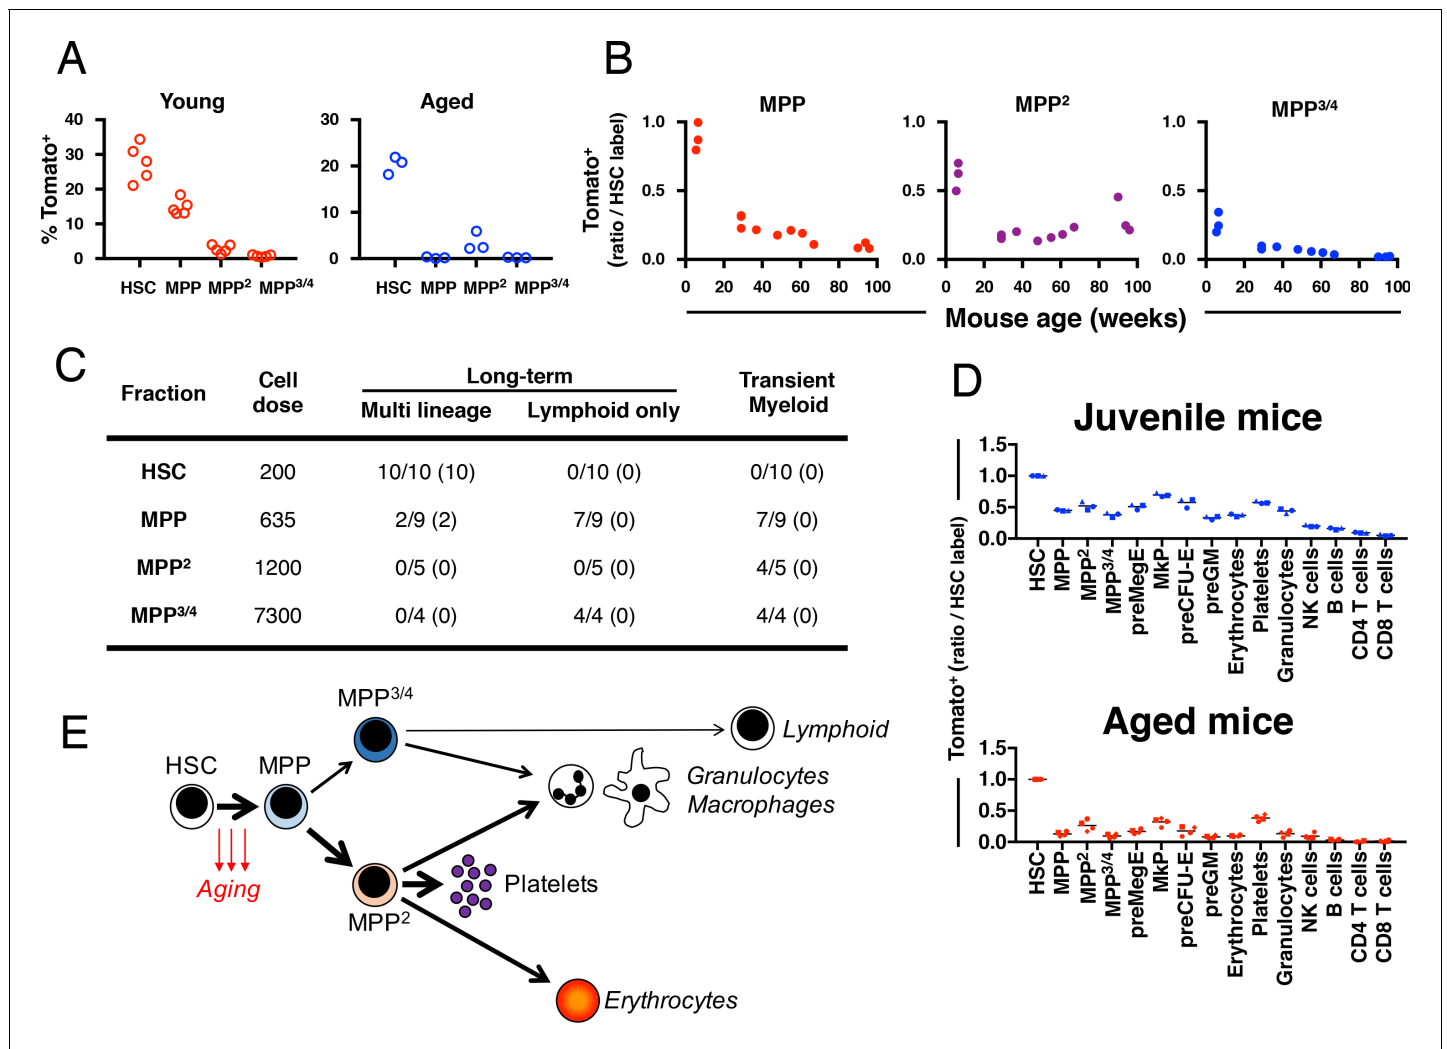 A
Young
Aged
% Tomato⁺
40
30
20
10
0
HSC MPP MPP² MPP³/⁴
30
20
10
0
HSC MPP MPP² MPP³/⁴
B
MPP
MPP²
MPP³/⁴
Tomato⁺
(ratio / HSC label)
1.0
0.5
0.0
0 20 40 60 80 100
1.0
0.5
0.0
0 20 40 60 80 100
1.0
0.5
0.0
0 20 40 60 80 100
Mouse age (weeks)
C
Fraction
Cell
dose
Long-term
Multi lineage
Lymphoid only
Transient
Myeloid
HSC 200 10/10 (10) 0/10 (0) 0/10 (0)
MPP 635 2/9 (2) 7/9 (0) 7/9 (0)
MPP² 1200 0/5 (0) 0/5 (0) 4/5 (0)
MPP³/⁴ 7300 0/4 (0) 4/4 (0) 4/4 (0)
D
Juvenile mice
Tomato⁺ (ratio / HSC label)
1.5
1.0
0.5
0.0
HSC
MPP
MPP²
MPP³/⁴
preMegE
MkP
preCFU-E
preGM
Erythrocytes
Platelets
Granulocytes
NK cells
B cells
CD4 T cells
CD8 T cells
Aged mice
1.5
1.0
0.5
0.0
HSC
MPP
MPP²
MPP³/⁴
preMegE
MkP
preCFU-E
preGM
Erythrocytes
Platelets
Granulocytes
NK cells
B cells
CD4 T cells
CD8 T cells
E
HSC
MPP
MPP³/⁴
Lymphoid
Granulocytes
Macrophages
Aging
MPP²
Platelets
Erythrocytes